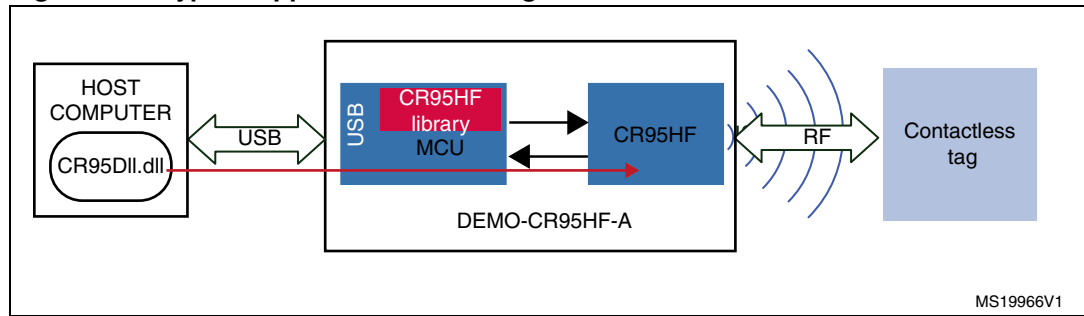 HOST
COMPUTER
CR95Dll.dll
USB
USB
CR95HF
library
MCU
CR95HF
DEMO-CR95HF-A
RF
Contactless
tag
MS19966V1